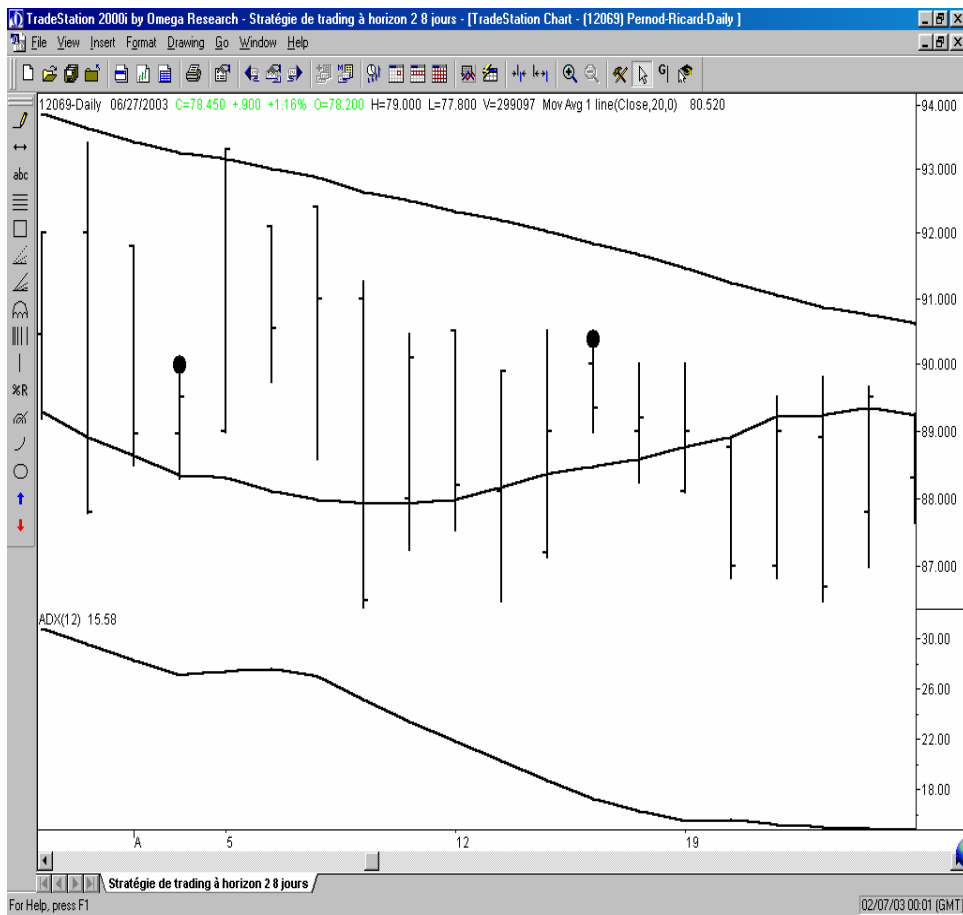 TradeStation 2000i by Omega Research - Stratégie de trading à horizon 2 8 jours - [TradeStation Chart - (12069) Pernod-Ricard-Daily ]
File View Insert Format Drawing Go Window Help
12069-Daily 06/27/2003 C=78.450 +.900 +1.16% O=78.200 H=79.000 L=77.800 V=299097 Mov Avg 1 line(Close,20,0) 80.520
abc
%R
94.000
93.000
92.000
91.000
90.000
89.000
88.000
87.000
ADX(12) 15.58
30.00
26.00
22.00
18.00
A 5 12 19
Stratégie de trading à horizon 2 8 jours
For Help, press F1
02/07/03 00:01 (GMT)